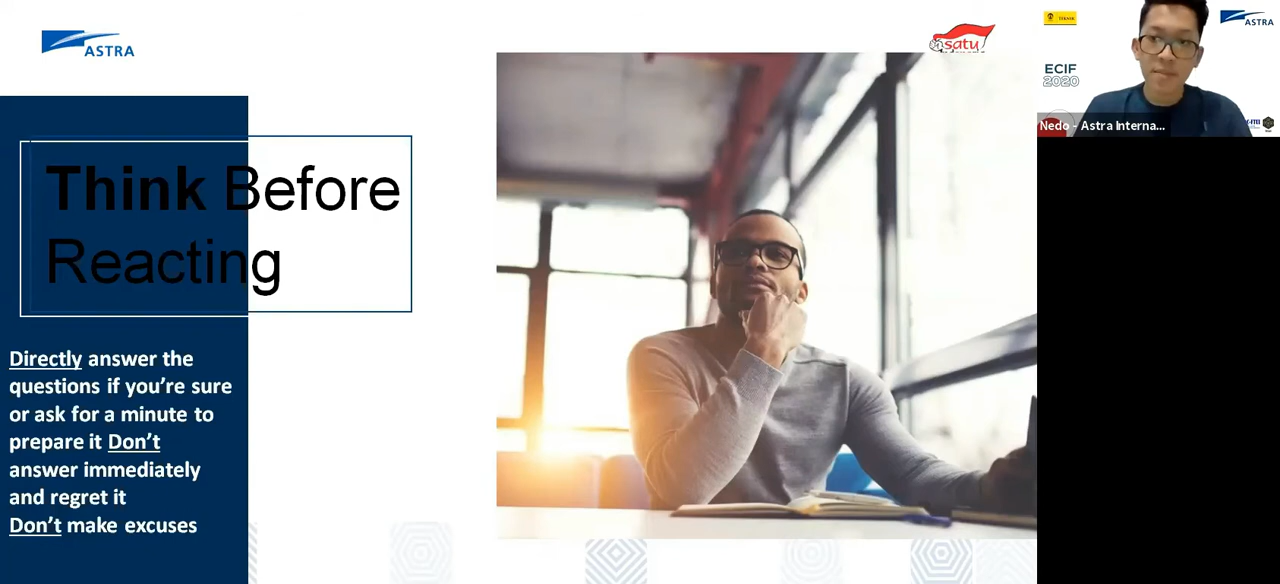 ASTRA
satu
Think Before
Reacting
Directly answer the
questions if you're sure
or ask for a minute to
prepare it Don't
answer immediately
and regret it
Don't make excuses
TEKNIK
ECIF
2020
Nedo - Astra Interna...
ASTRA